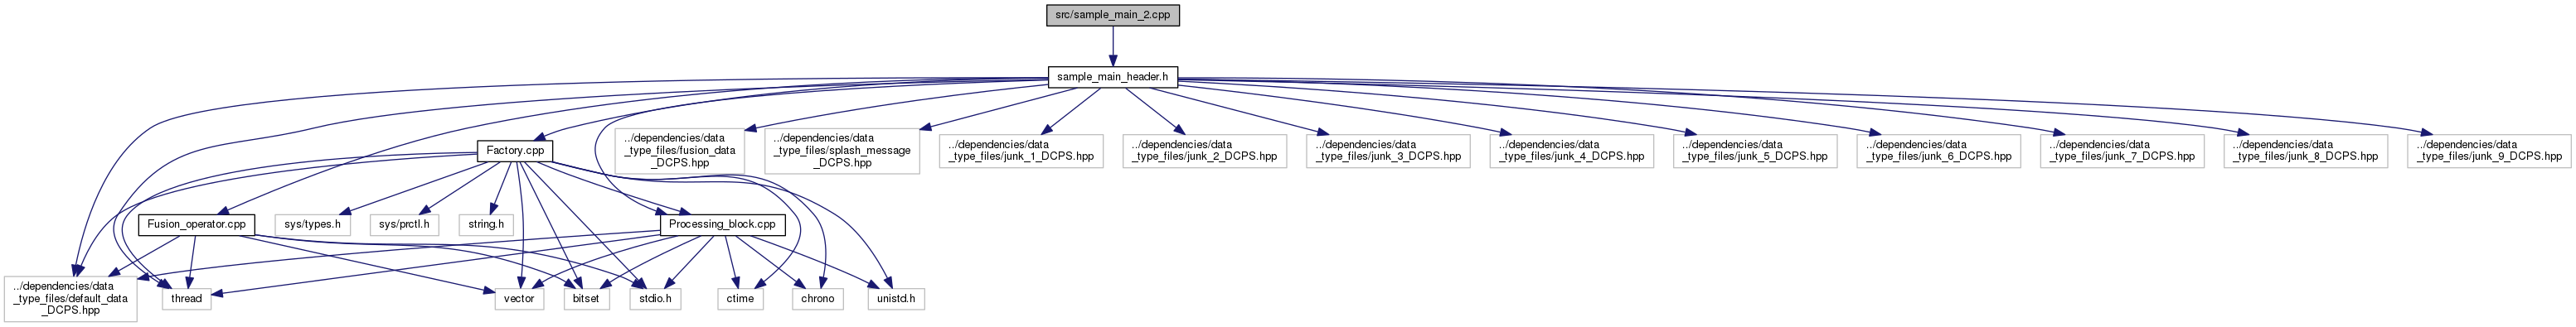 src/sample_main_2.cpp
sample_main_header.h
Factory.cpp
../dependencies/data
_type_files/fusion_data
_DCPS.hpp
../dependencies/data
_type_files/splash_message
_DCPS.hpp
../dependencies/data
_type_files/junk_1_DCPS.hpp
../dependencies/data
_type_files/junk_2_DCPS.hpp
../dependencies/data
_type_files/junk_3_DCPS.hpp
../dependencies/data
_type_files/junk_4_DCPS.hpp
../dependencies/data
_type_files/junk_5_DCPS.hpp
../dependencies/data
_type_files/junk_6_DCPS.hpp
../dependencies/data
_type_files/junk_7_DCPS.hpp
../dependencies/data
_type_files/junk_8_DCPS.hpp
../dependencies/data
_type_files/junk_9_DCPS.hpp
Fusion_operator.cpp
sys/types.h
sys/prctl.h
string.h
Processing_block.cpp
../dependencies/data
_type_files/default_data
_DCPS.hpp
thread
vector
bitset
stdio.h
ctime
chrono
unistd.h